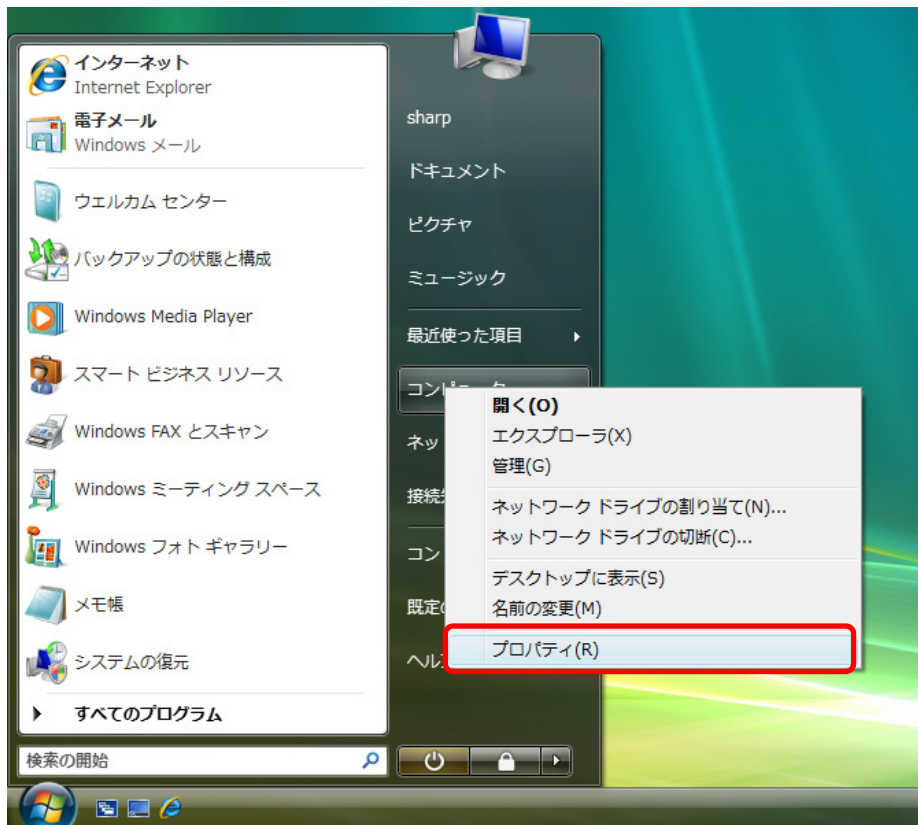 インターネット
Internet Explorer
電子メール
Windows メール
ウェルカム センター
バックアップの状態と構成
Windows Media Player
スマート ビジネス リソース
Windows FAX とスキャン
Windows ミーティング スペース
Windows フォト ギャラリー
メモ帳
システムの復元
すべてのプログラム
検索の開始
sharp
ドキュメント
ピクチャ
ミュージック
最近使った項目
開く(O)
エクスプローラ(X)
管理(G)
ネットワーク ドライブの割り当て(N)...
ネットワーク ドライブの切断(C)...
デスクトップに表示(S)
名前の変更(M)
プロパティ(R)